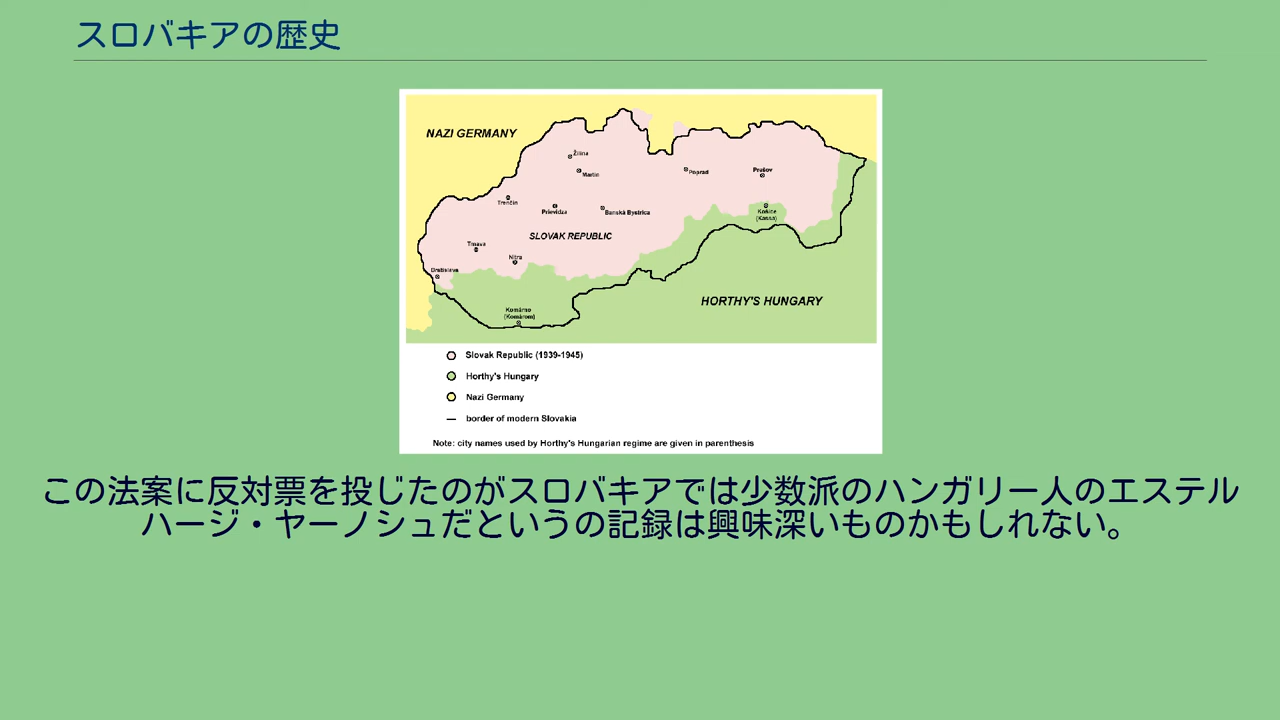 スロバキアの歴史
NAZI GERMANY
Žilina
Martin
Poprad
Prešov
Trenčín
Prievidza
Banská Bystrica
Košice
(Kassa)
SLOVAK REPUBLIC
Trnava
Nitra
Bratislava
HORTHY'S HUNGARY
Komárno
(Komárom)
Slovak Republic (1939-1945)
Horthy's Hungary
Nazi Germany
border of modern Slovakia
Note: city names used by Horthy's Hungarian regime are given in parenthesis
この法案に反対票を投じたのがスロバキアでは少数派のハンガリー人のエステル
ハージ・ヤーノシュだというの記録は興味深いものかもしれない。